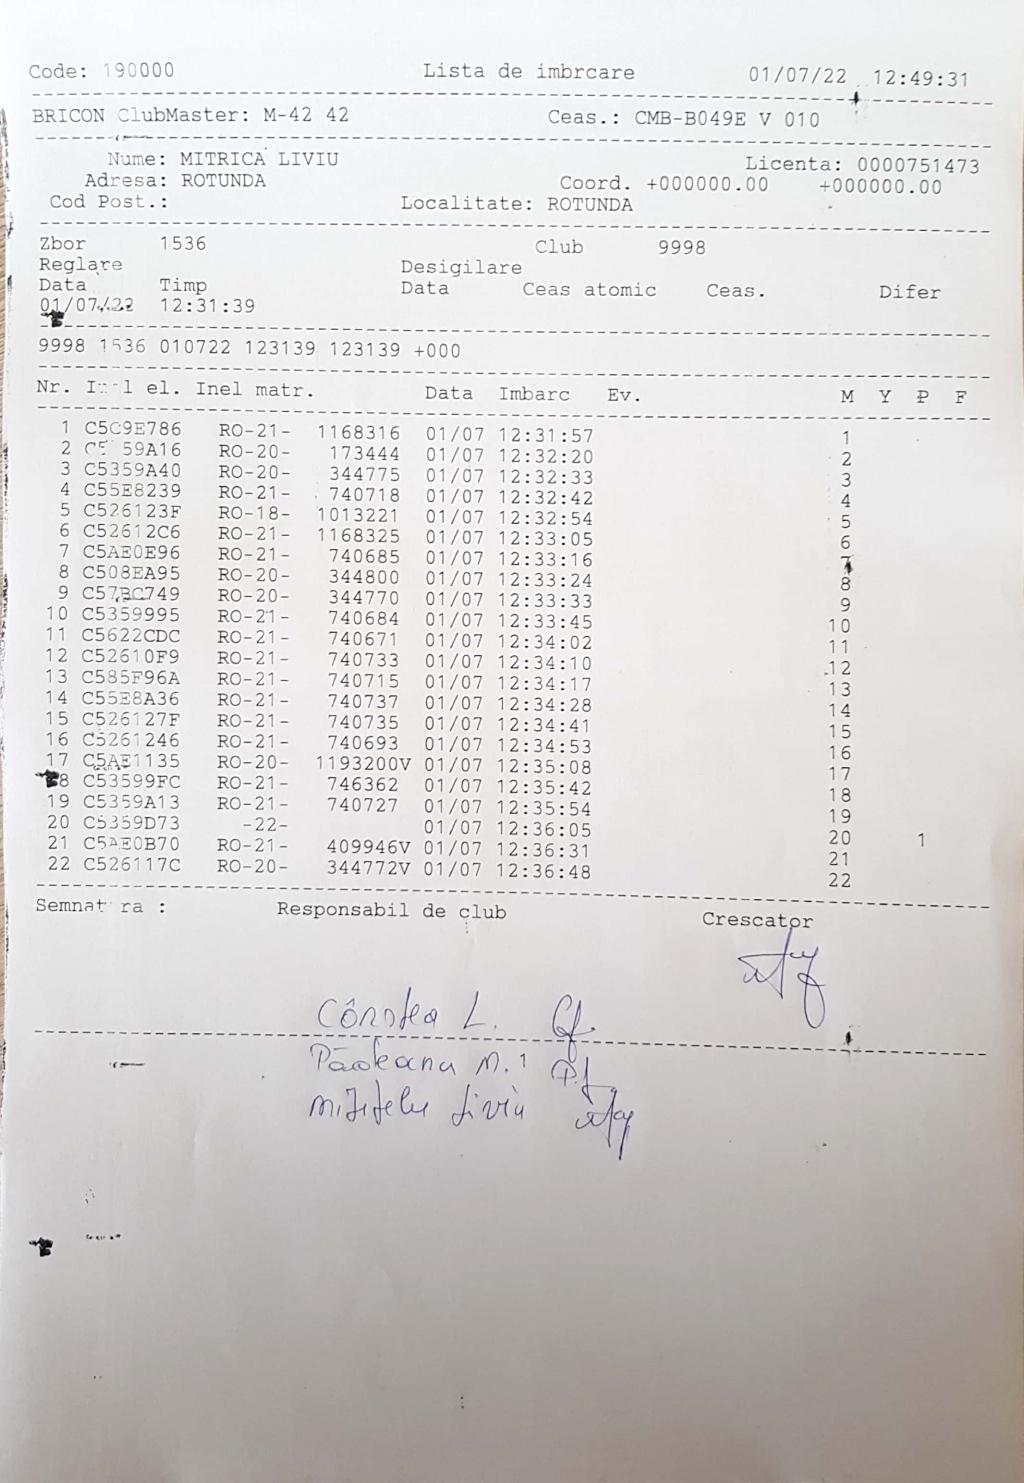 Code: 190000 Lista de imbrcare 01/07/22 12:49:31
BRICON ClubMaster: M-42 42 Ceas.: CMB-B049E V 010
Nume: MITRICA LIVIU Licenta: 0000751473
Adresa: ROTUNDA Coord. +000000.00 +000000.00
Cod Post.: Localitate: ROTUNDA
Zbor 1536 Club 9998
Reglare Desigilare
Data Timp Data Ceas atomic Ceas. Difer
01/07/22 12:31:39
9998 1536 010722 123139 123139 +000
Nr. el. Inel matr. Data Imbarc Ev. M Y P F
1 C5C9E786 RO-21- 1168316 01/07 12:31:57 1
2 RO-20- 173444 01/07 12:32:20 2
3 C5359A40 RO-20- 344775 01/07 12:32:33 3
4 C55E8239 RO-21- 740718 01/07 12:32:42 4
5 C526123F RO-18- 1013221 01/07 12:32:54 5
6 C52612C6 RO-21- 1168325 01/07 12:33:05 6
7 C5AE0E96 RO-21- 740685 01/07 12:33:16 7
8 C508EA95 RO-20- 344800 01/07 12:33:24 8
9 C57BC749 RO-20- 344770 01/07 12:33:33 9
10 C5359995 RO-21- 740684 01/07 12:33:45 10
11 C5622CDC RO-21- 740671 01/07 12:34:02 11
12 C52610F9 RO-21- 740733 01/07 12:34:10 12
13 C585F96A RO-21- 740715 01/07 12:34:17 13
14 C55E8A36 RO-21- 740737 01/07 12:34:28 14
15 C526127F RO-21- 740735 01/07 12:34:41 15
16 C5261246 RO-21- 740693 01/07 12:34:53 16
17 C5AE1135 RO-20- 1193200V 01/07 12:35:08 17
18 C53599FC RO-21- 746362 01/07 12:35:42 18
19 C5359A13 RO-21- 740727 01/07 12:35:54 19
20 C5359D73 -22- 01/07 12:36:05 20 1
21 C5AE0B70 RO-21- 409946V 01/07 12:36:31 21
22 C526117C RO-20- 344772V 01/07 12:36:48 22
Semnat ra : Responsabil de club Crescator
L.
M.
Liviu